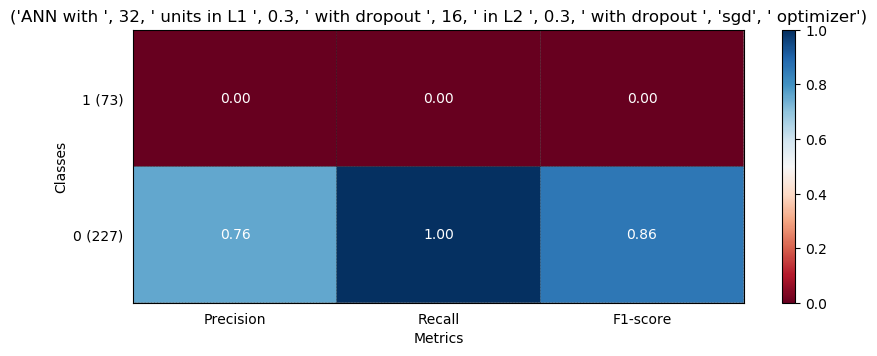 ('ANN with ', 32, ' units in L1 ', 0.3, ' with dropout ', 16, ' in L2 ', 0.3, ' with dropout ', 'sgd', ' optimizer')
1.0
1 (73) 0.00 0.00 0.00
0.8
0.6
Classes
0.4
0 (227) 0.76 1.00 0.86
0.2
0.0
Precision Recall F1-score
Metrics